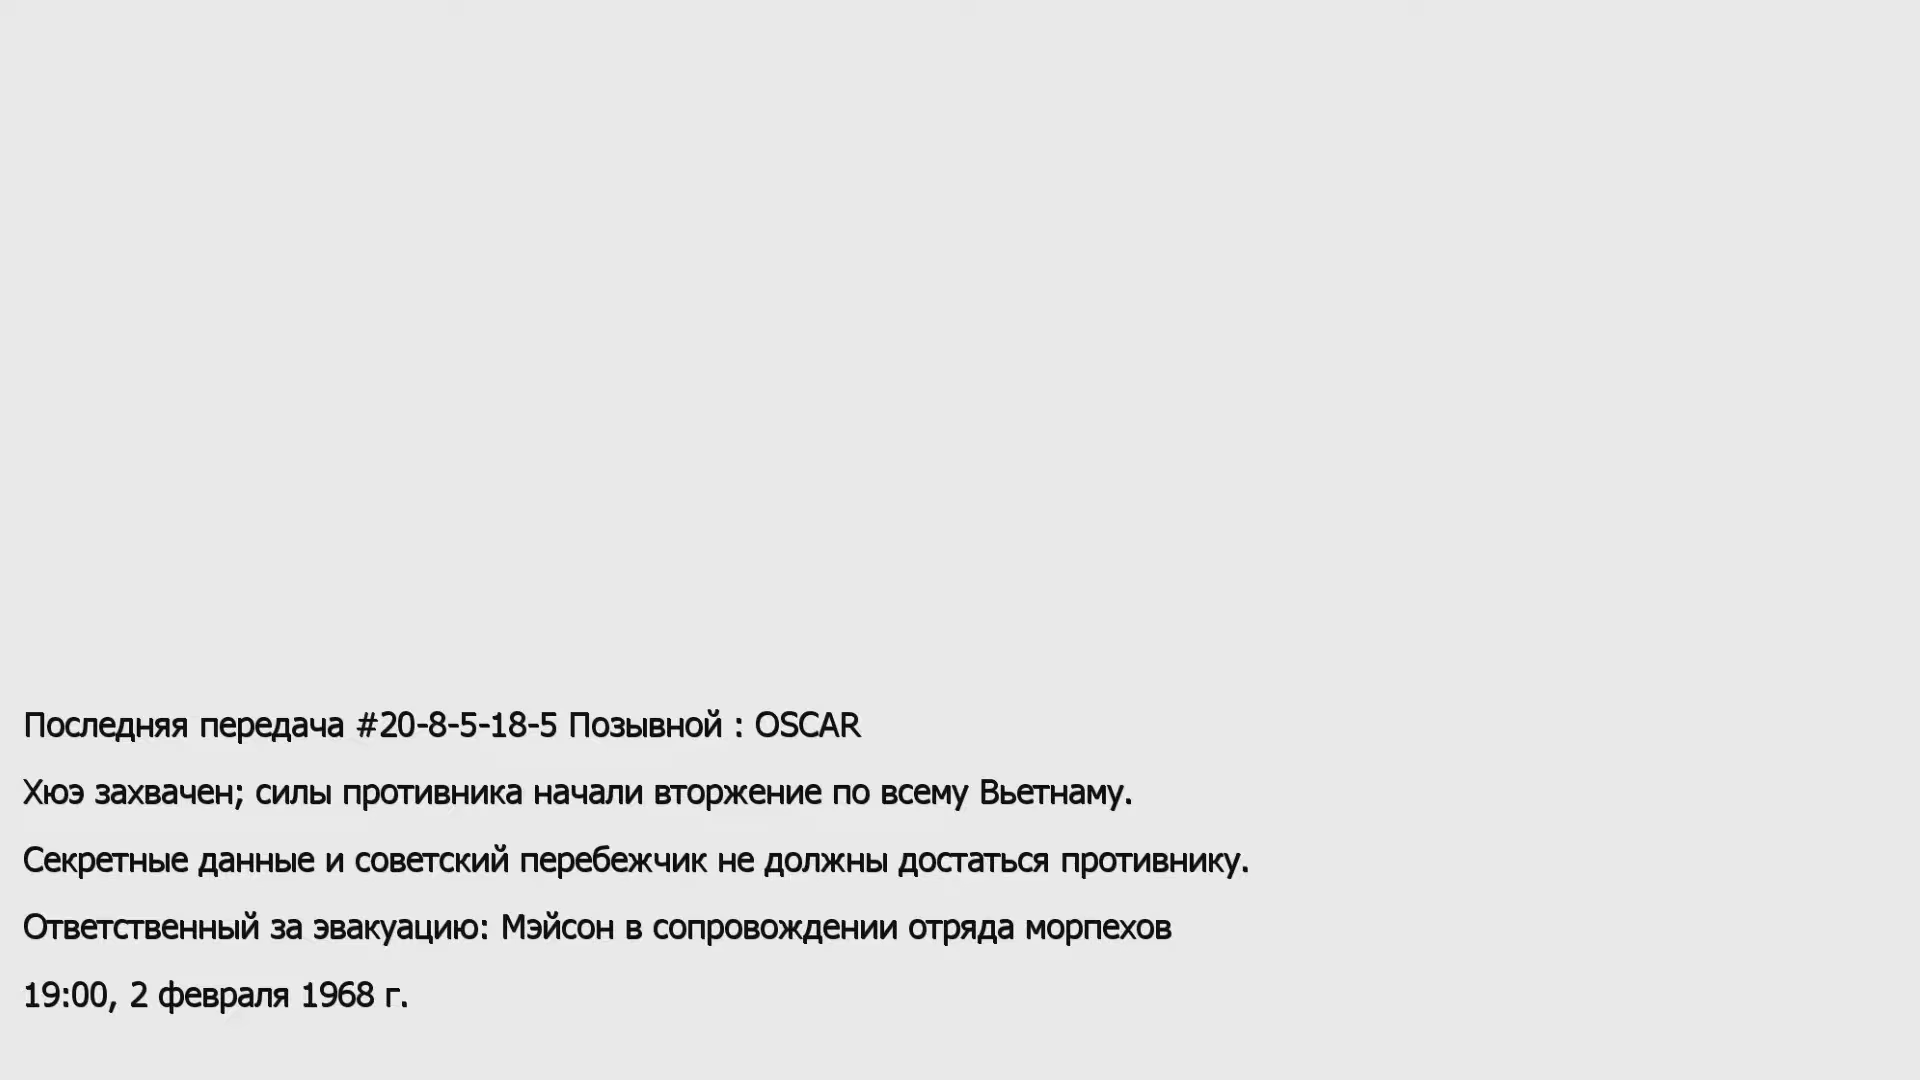 Последняя передача #20-8-5-18-5 Позывной : OSCAR
Хюэ захвачен; силы противника начали вторжение по всему Вьетнаму.
Секретные данные и советский перебежчик не должны достаться противнику.
Ответственный за эвакуацию: Мэйсон в сопровождении отряда морпехов
19:00, 2 февраля 1968 г.